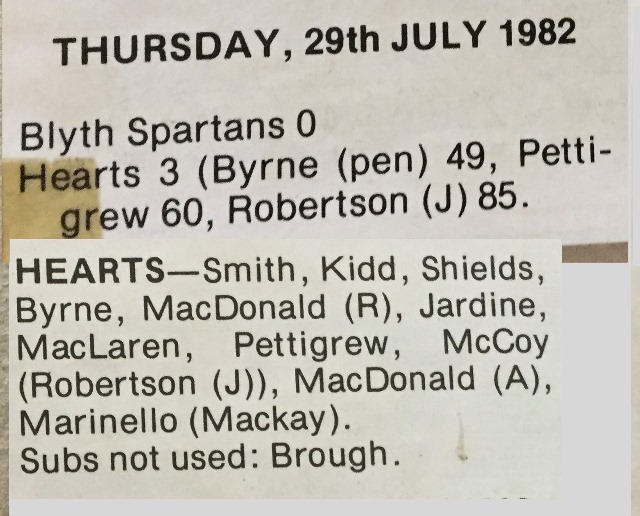 THURSDAY, 29th JULY 1982
Blyth Spartans 0
Hearts 3 (Byrne (pen) 49, Petti-
grew 60, Robertson (J) 85.
HEARTS—Smith, Kidd, Shields,
Byrne, MacDonald (R), Jardine,
MacLaren, Pettigrew, McCoy
(Robertson (J)), MacDonald (A),
Marinello (Mackay).
Subs not used: Brough.